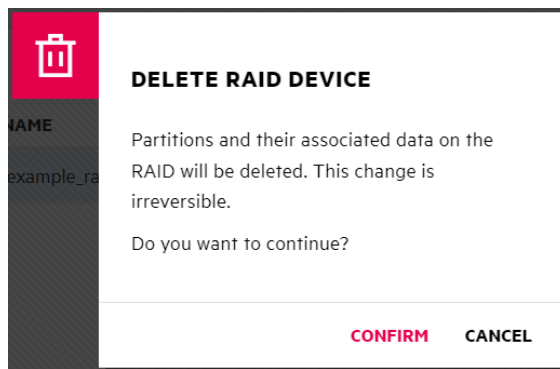 DELETE RAID DEVICE
NAME
Partitions and their associated data on the
example_ra
RAID will be deleted. This change is
irreversible.
Do you want to continue?
CONFIRM CANCEL